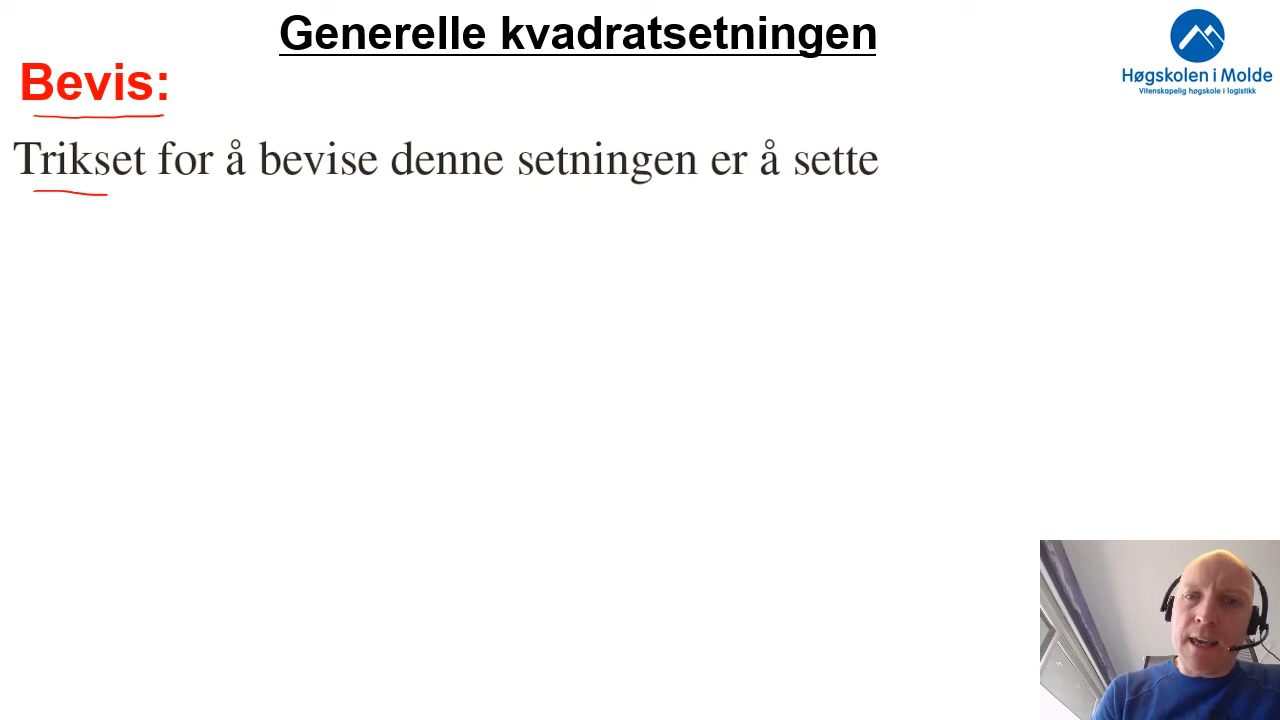 Generelle kvadratsetningen
Høgskolen i Molde
Vitenskapelig høgskole i logistikk
Bevis:
Trikset for å bevise denne setningen er å sette